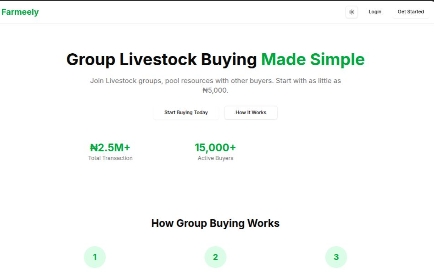 Farmeely
Login
Get Started
Group Livestock Buying Made Simple
Join Livestock groups, pool resources with other buyers. Start with as little as
₦5,000.
Start Buying Today
How It Works
₦2.5M+
15,000+
Total Transaction
Active Buyers
How Group Buying Works
1
2
3